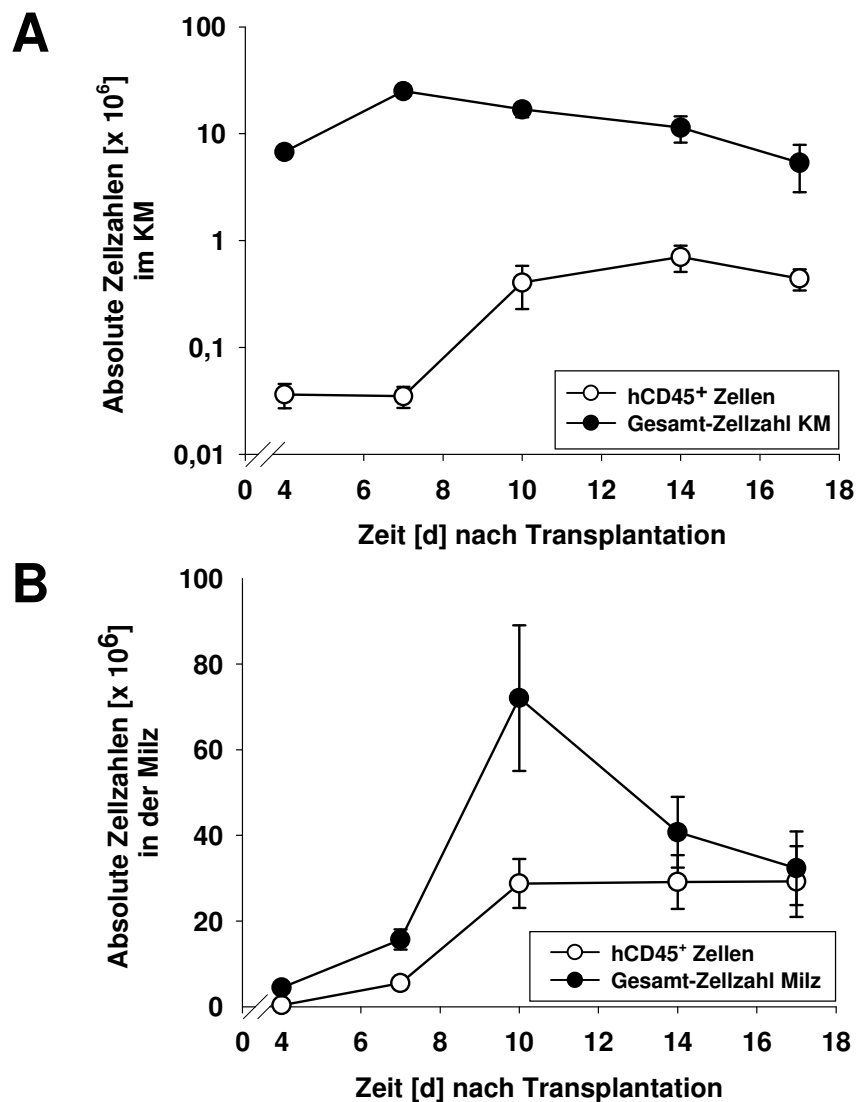 A
Absolute Zellzahlen [x 10⁶]
im KM
100
10
1
0,1
0,01
hCD45⁺ Zellen
Gesamt-Zellzahl KM
0 4 6 8 10 12 14 16 18
Zeit [d] nach Transplantation
B
Absolute Zellzahlen [x 10⁶]
in der Milz
100
80
60
40
20
0
hCD45⁺ Zellen
Gesamt-Zellzahl Milz
0 4 6 8 10 12 14 16 18
Zeit [d] nach Transplantation